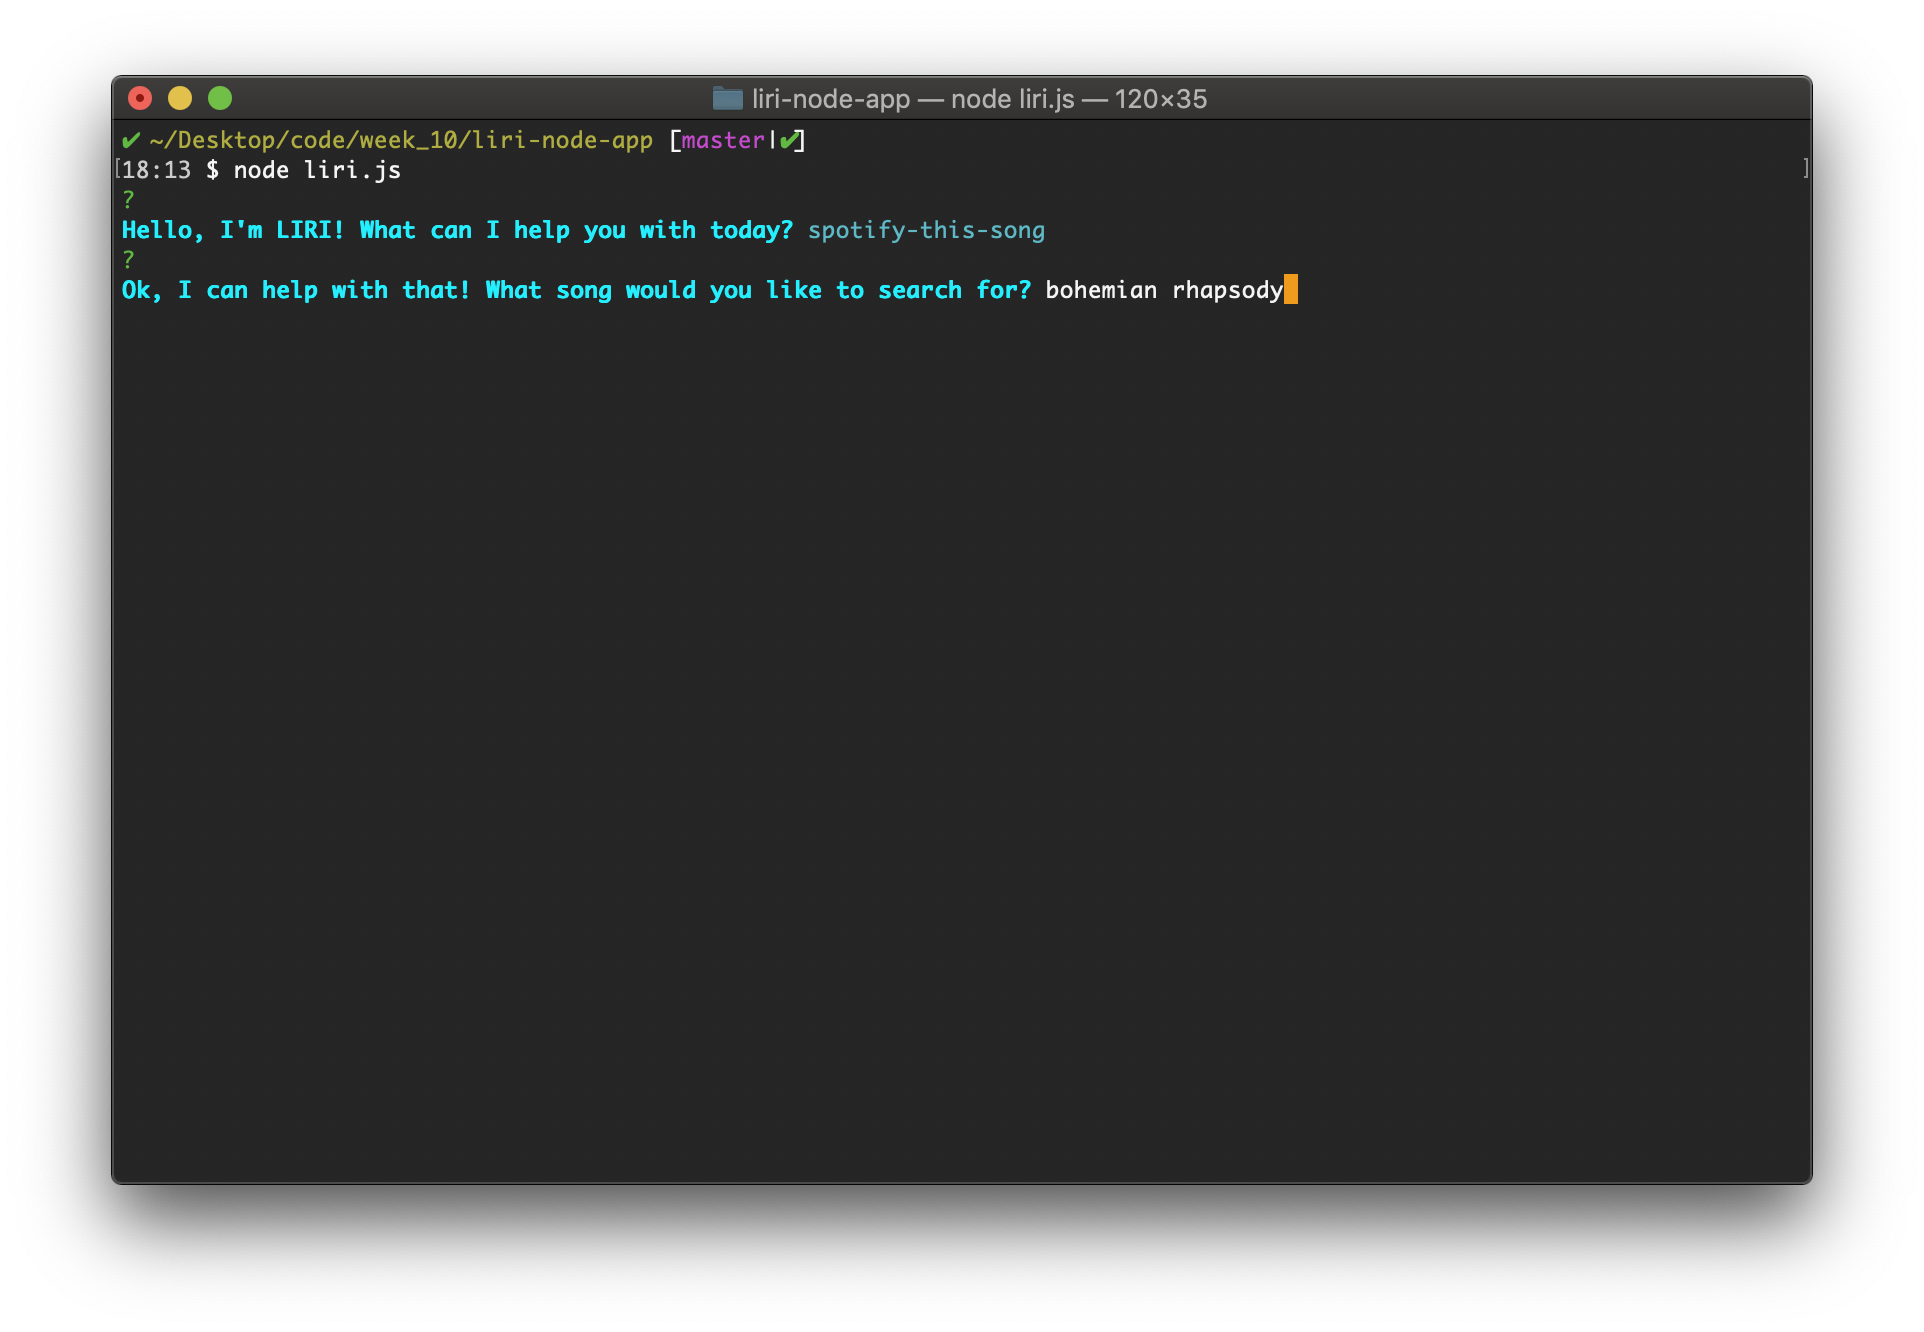 liri-node-app — node liri.js — 120×35
✔ ~/Desktop/code/week_10/liri-node-app [master|✔]
[18:13 $ node liri.js ]
?
Hello, I'm LIRI! What can I help you with today? spotify-this-song
?
Ok, I can help with that! What song would you like to search for? bohemian rhapsody